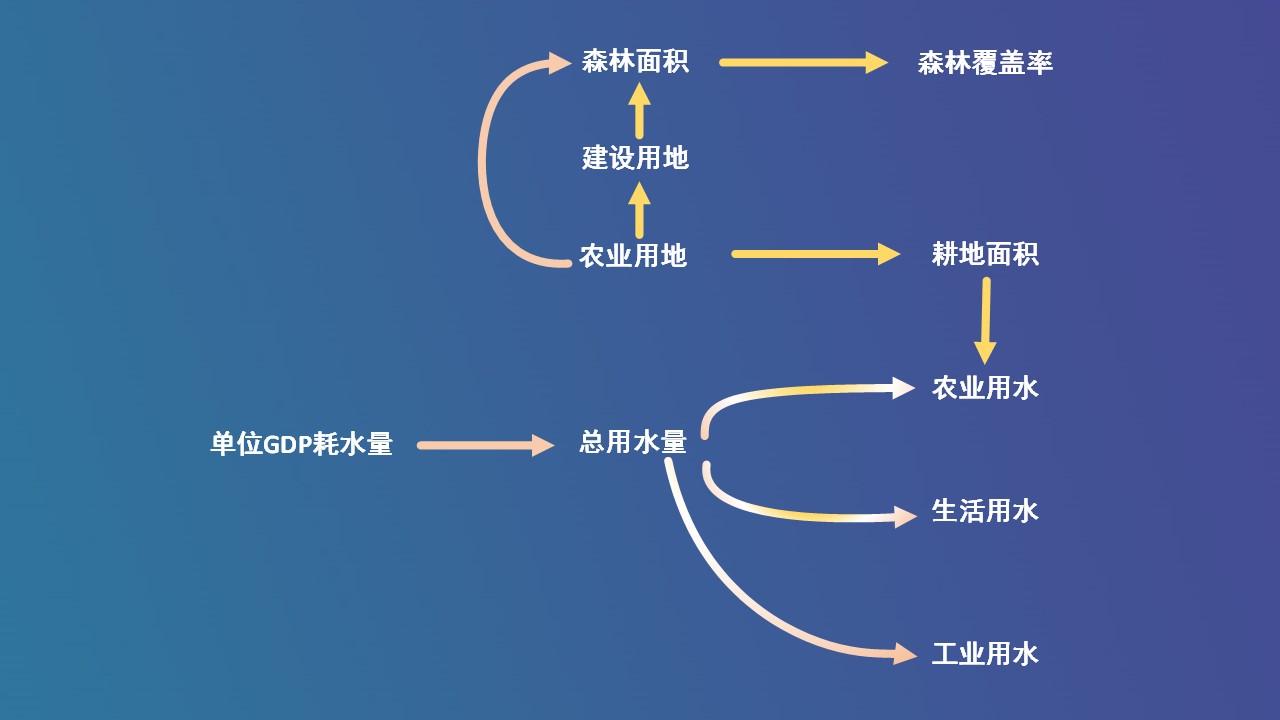 森林面积
森林覆盖率
建设用地
农业用地
耕地面积
农业用水
单位GDP耗水量
总用水量
生活用水
工业用水